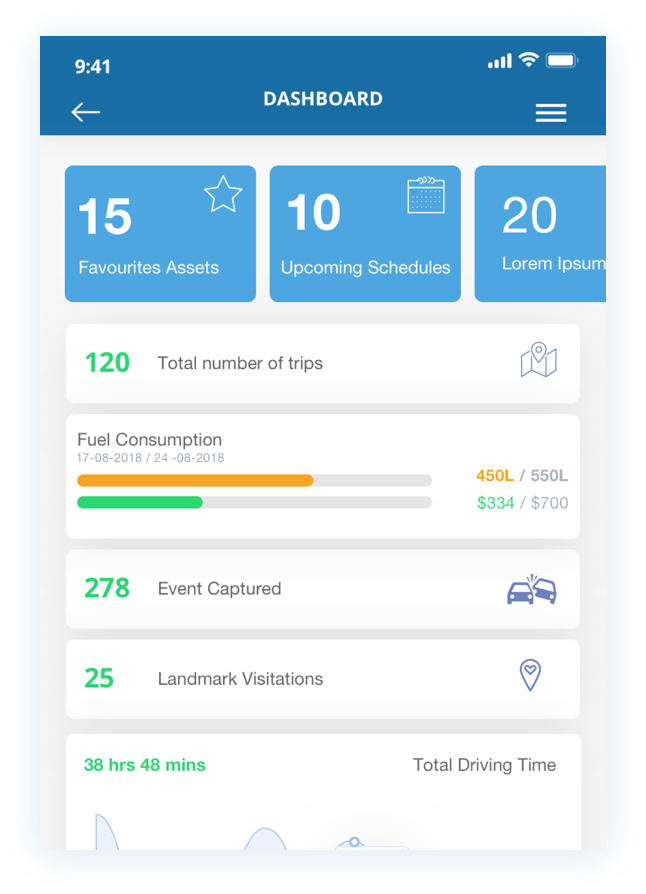 9:41
DASHBOARD
15
Favourites Assets
10
Upcoming Schedules
20
Lorem Ipsum
120 Total number of trips
Fuel Consumption
17-08-2018 / 24 -08-2018
450L / 550L
$334 / $700
278 Event Captured
25 Landmark Visitations
38 hrs 48 mins Total Driving Time